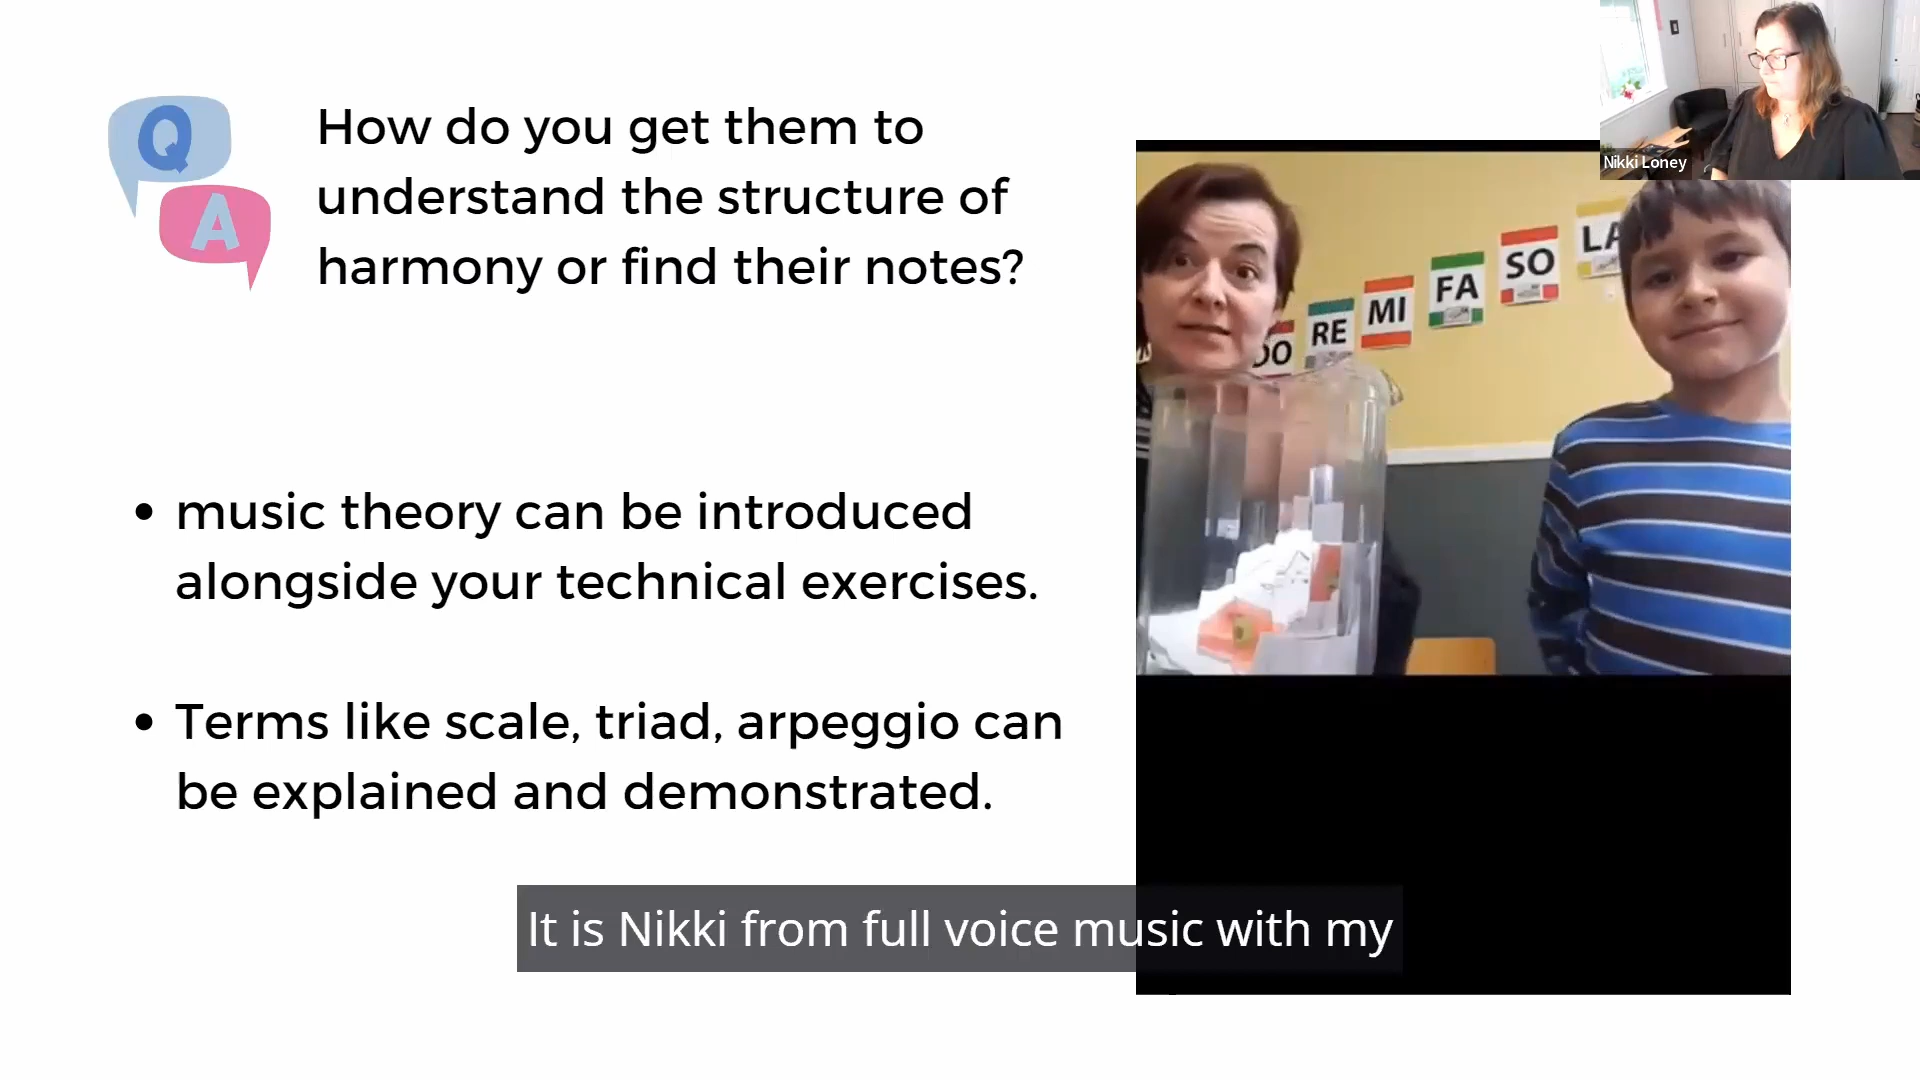 Q
A
How do you get them to
understand the structure of
harmony or find their notes?
Nikki Loney
DO
RE
MI
FA
SO
LA
• music theory can be introduced
alongside your technical exercises.
• Terms like scale, triad, arpeggio can
be explained and demonstrated.
It is Nikki from full voice music with my